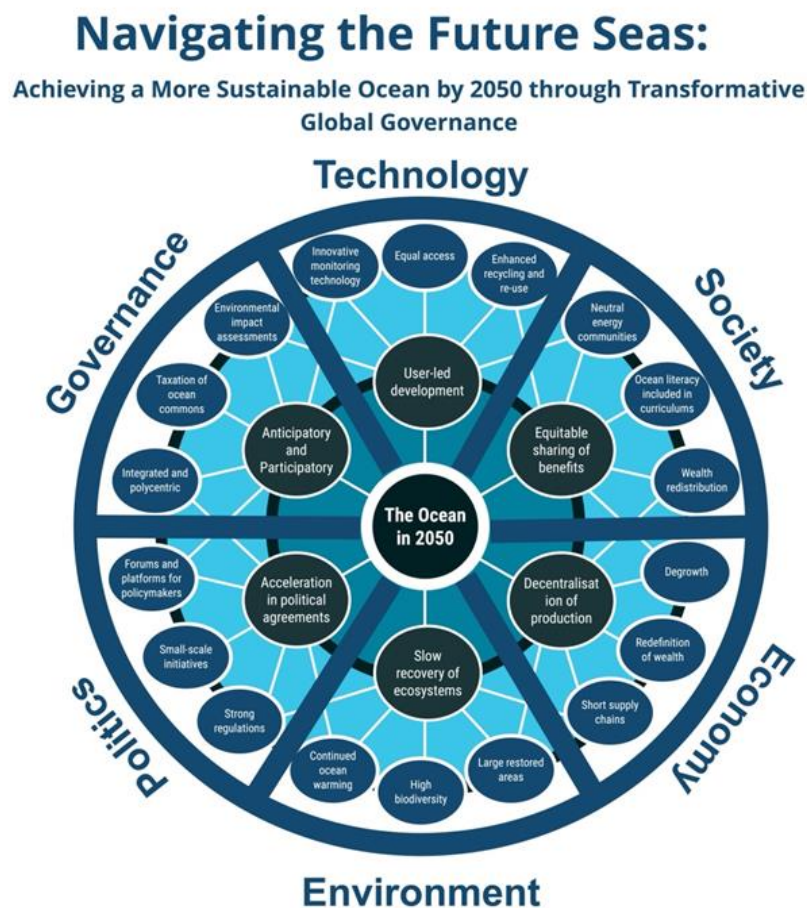 Navigating the Future Seas:
Achieving a More Sustainable Ocean by 2050 through Transformative
Global Governance
Technology
Innovative
monitoring
technology
Equal access
Enhanced
recycling and
re-use
User-led
development
Society
Neutral
energy
communities
Ocean literacy
included in
curriculums
Wealth
redistribution
Equitable
sharing of
benefits
Economy
Degrowth
Redefinition
of wealth
Short supply
chains
Decentralisat
ion of
production
Environment
Large restored
areas
High
biodiversity
Continued
ocean
warming
Slow
recovery of
ecosystems
Politics
Strong
regulations
Small-scale
initiatives
Forums and
platforms for
policymakers
Acceleration
in political
agreements
Governance
Integrated and
polycentric
Taxation of
ocean
commons
Environmental
impact
assessments
Anticipatory
and
Participatory
The Ocean
in 2050